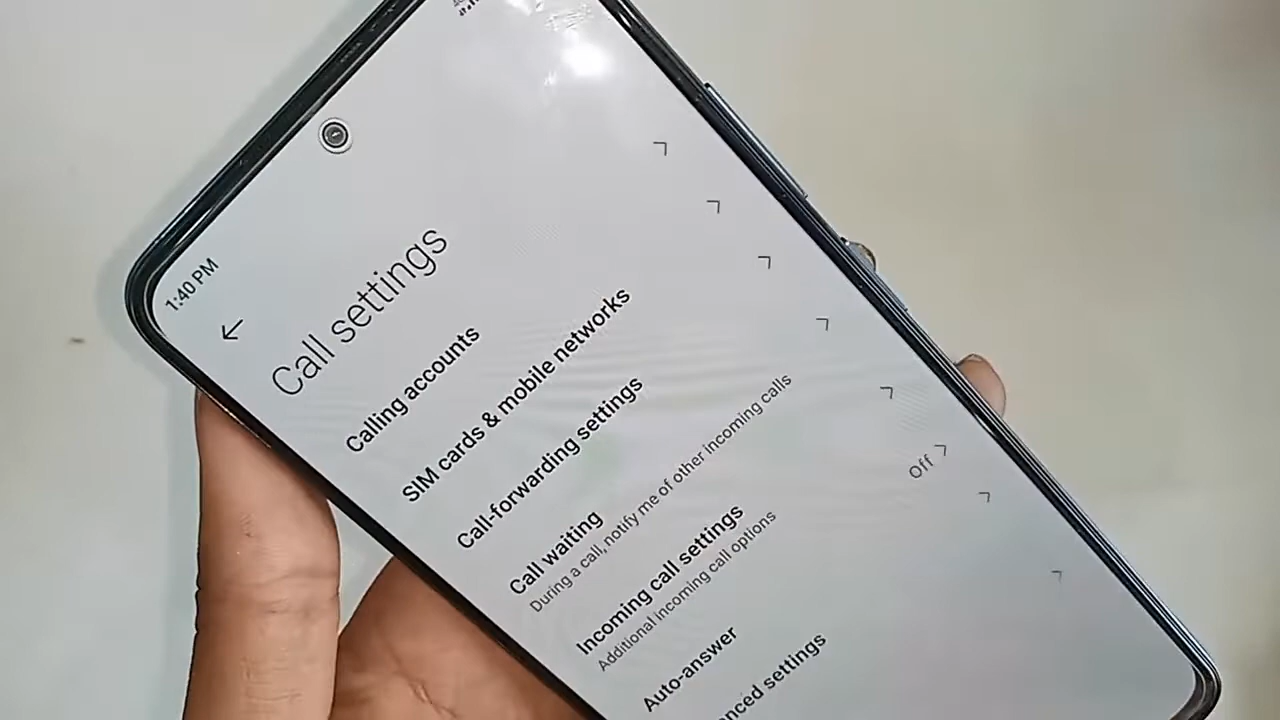 1:40 PM
Call settings
Calling accounts
SIM cards & mobile networks
Call-forwarding settings
Call waiting
During a call, notify me of other incoming calls
Incoming call settings
Additional incoming call options
Auto-answer
Off
settings